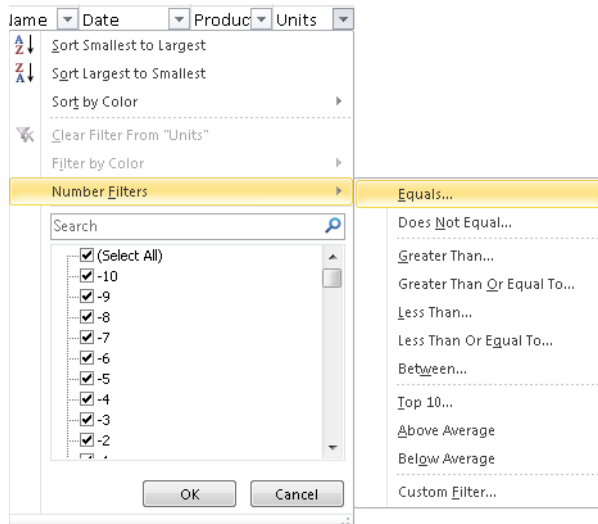 Name Date Produc Units
Sort Smallest to Largest
Sort Largest to Smallest
Sort by Color
Clear Filter From "Units"
Filter by Color
Number Filters
Search
(Select All)
-10
-9
-8
-7
-6
-5
-4
-3
-2
OK Cancel
Equals...
Does Not Equal...
Greater Than...
Greater Than Or Equal To...
Less Than...
Less Than Or Equal To...
Between...
Top 10...
Above Average
Below Average
Custom Filter...